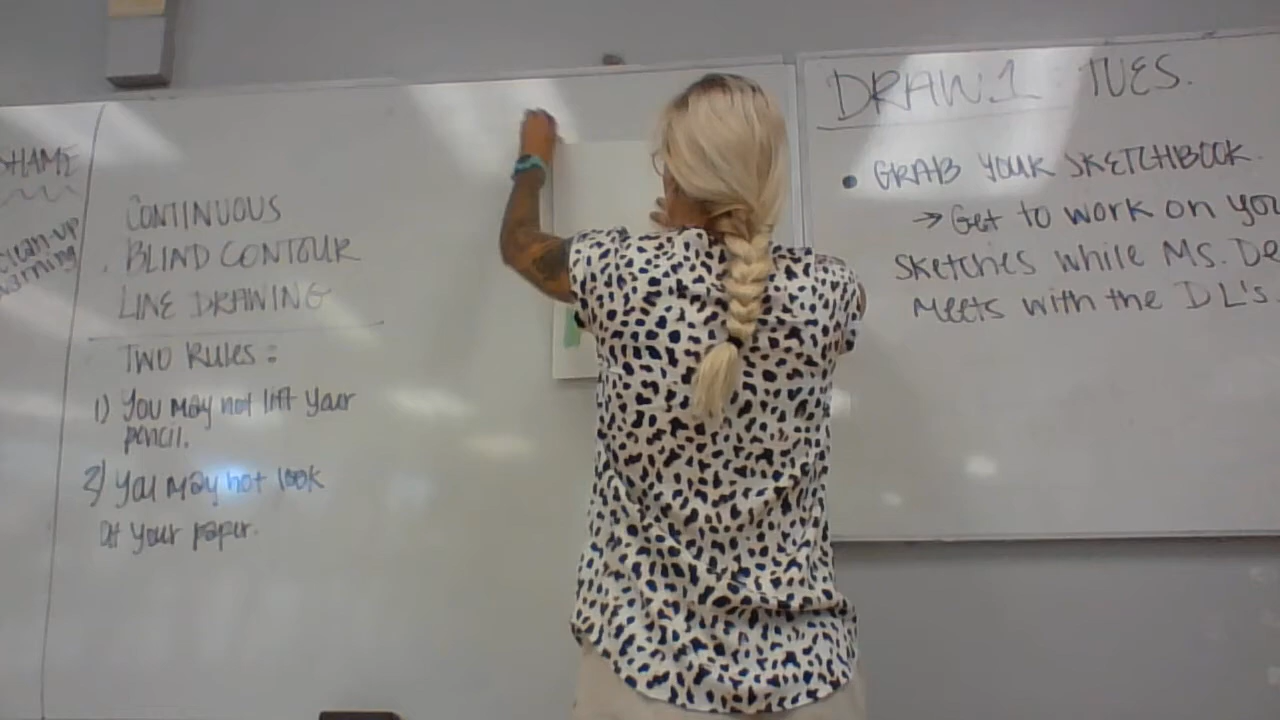 SHAME
clean-up
warning
CONTINUOUS
BLIND CONTOUR
LINE DRAWING
TWO RULES:
1) You may not lift your
pencil.
2) You may not look
at your paper.
DRAW 1 TUES.
• GRAB YOUR SKETCHBOOK.
→ Get to work on you
sketches while Ms. De
meets with the DL's.